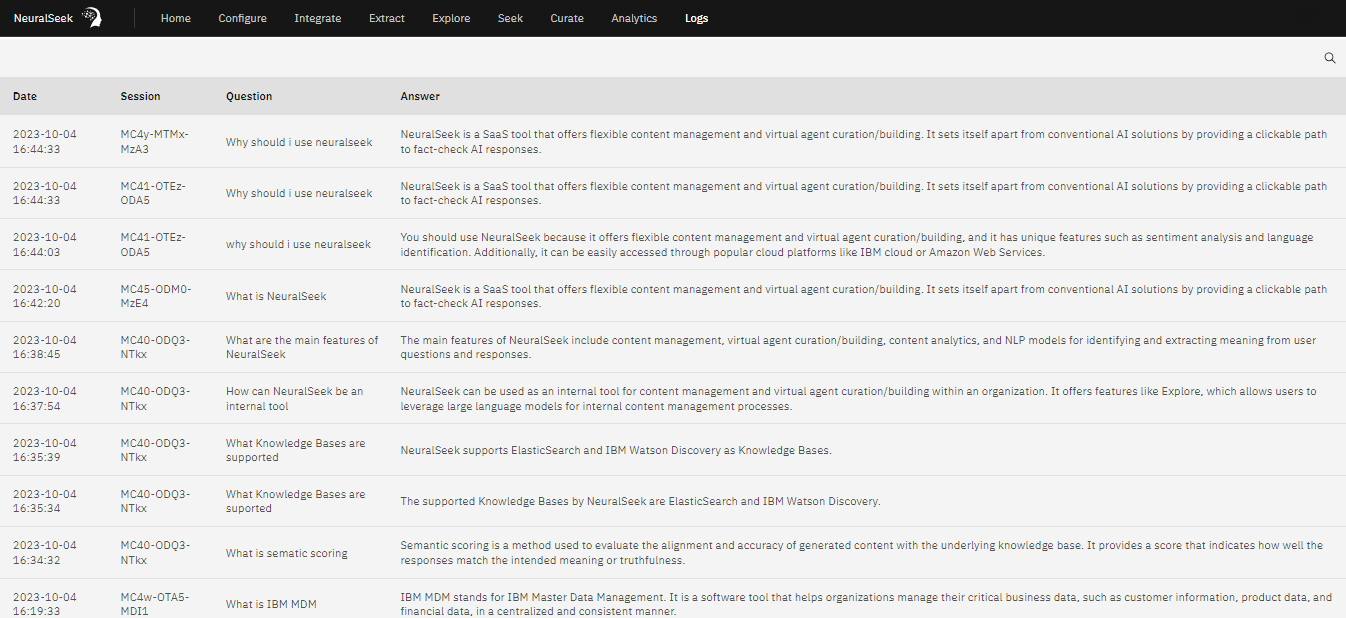 NeuralSeek Home Configure Integrate Extract Explore Seek Curate Analytics Logs
Date Session Question Answer
2023-10-04 16:44:33 MC4y-MTMx-MzA3 Why should i use neuralseek NeuralSeek is a SaaS tool that offers flexible content management and virtual agent curation/building. It sets itself apart from conventional AI solutions by providing a clickable path to fact-check AI responses.
2023-10-04 16:44:33 MC41-OTEz-ODA5 Why should i use neuralseek NeuralSeek is a SaaS tool that offers flexible content management and virtual agent curation/building. It sets itself apart from conventional AI solutions by providing a clickable path to fact-check AI responses.
2023-10-04 16:44:03 MC41-OTEz-ODA5 why should i use neuralseek You should use NeuralSeek because it offers flexible content management and virtual agent curation/building, and it has unique features such as sentiment analysis and language identification. Additionally, it can be easily accessed through popular cloud platforms like IBM cloud or Amazon Web Services.
2023-10-04 16:42:20 MC45-ODM0-MzE4 What is NeuralSeek NeuralSeek is a SaaS tool that offers flexible content management and virtual agent curation/building. It sets itself apart from conventional AI solutions by providing a clickable path to fact-check AI responses.
2023-10-04 16:38:45 MC40-ODQ3-NTkx What are the main features of NeuralSeek The main features of NeuralSeek include content management, virtual agent curation/building, content analytics, and NLP models for identifying and extracting meaning from user questions and responses.
2023-10-04 16:37:54 MC40-ODQ3-NTkx How can NeuralSeek be an internal tool NeuralSeek can be used as an internal tool for content management and virtual agent curation/building within an organization. It offers features like Explore, which allows users to leverage large language models for internal content management processes.
2023-10-04 16:35:39 MC40-ODQ3-NTkx What Knowledge Bases are supported NeuralSeek supports ElasticSearch and IBM Watson Discovery as Knowledge Bases.
2023-10-04 16:35:34 MC40-ODQ3-NTkx What Knowledge Bases are suported The supported Knowledge Bases by NeuralSeek are ElasticSearch and IBM Watson Discovery.
2023-10-04 16:34:32 MC40-ODQ3-NTkx What is sematic scoring Semantic scoring is a method used to evaluate the alignment and accuracy of generated content with the underlying knowledge base. It provides a score that indicates how well the responses match the intended meaning or truthfulness.
2023-10-04 16:19:33 MC4w-OTA5-MDI1 What is IBM MDM IBM MDM stands for IBM Master Data Management. It is a software tool that helps organizations manage their critical business data, such as customer information, product data, and financial data, in a centralized and consistent manner.